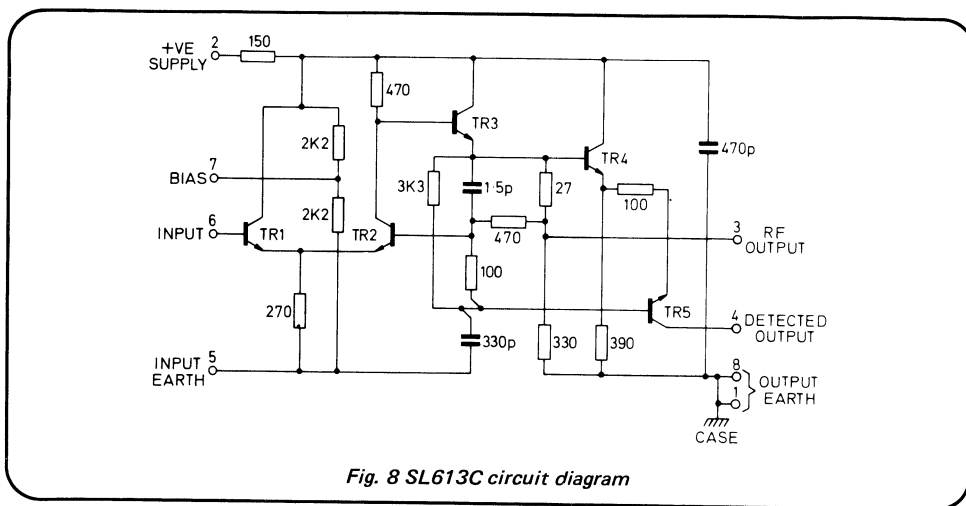 +VE
SUPPLY
2
150
470
TR3
2K2
TR4
470p
BIAS
7
3K3
1·5p
27
100
2K2
INPUT
6
TR1
TR2
470
3
RF
OUTPUT
100
270
TR5
4
DETECTED
OUTPUT
330p
330
390
INPUT
EARTH
5
8
1
OUTPUT
EARTH
CASE
Fig. 8 SL613C circuit diagram